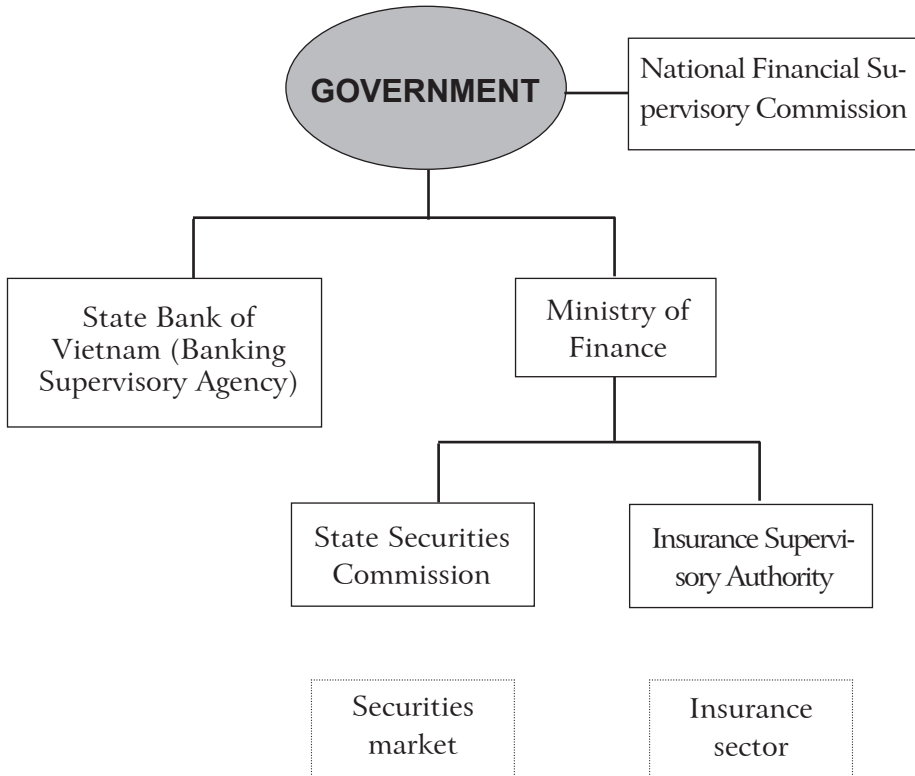 GOVERNMENT
National Financial Su-
pervisory Commission
State Bank of
Vietnam (Banking
Supervisory Agency)
Ministry of
Finance
State Securities
Commission
Insurance Supervi-
sory Authority
Securities
market
Insurance
sector